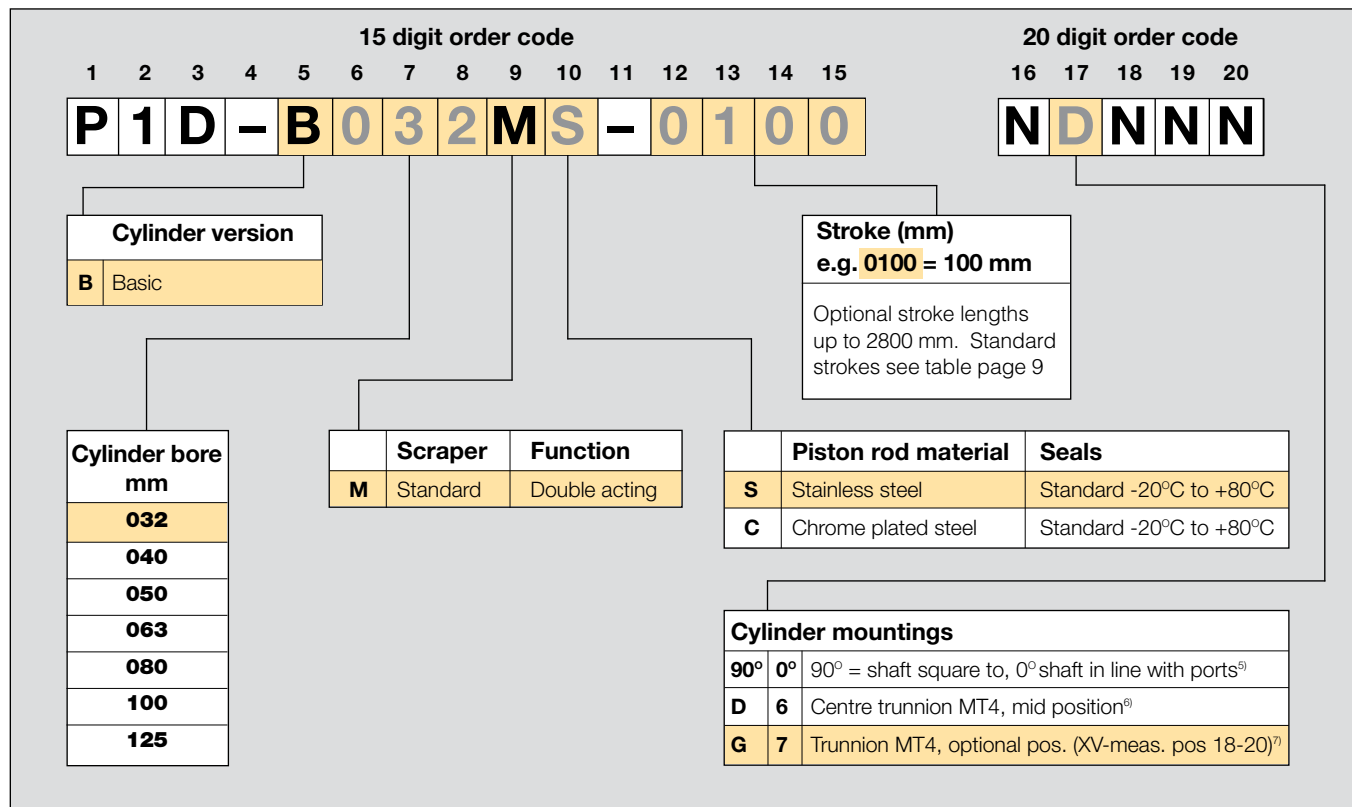 15 digit order code
20 digit order code
1 2 3 4 5 6 7 8 9 10 11 12 13 14 15
16 17 18 19 20
P 1 D – B 0 3 2 M S – 0 1 0 0
N D N N N
Cylinder version
B Basic
Stroke (mm)
e.g. 0100 = 100 mm
Optional stroke lengths
up to 2800 mm. Standard
strokes see table page 9
Cylinder bore
mm
032
040
050
063
080
100
125
Scraper Function
M Standard Double acting
Piston rod material Seals
S Stainless steel Standard -20°C to +80°C
C Chrome plated steel Standard -20°C to +80°C
Cylinder mountings
90° 0° 90° = shaft square to, 0° shaft in line with ports⁵⁾
D 6 Centre trunnion MT4, mid position⁶⁾
G 7 Trunnion MT4, optional pos. (XV-meas. pos 18-20)⁷⁾